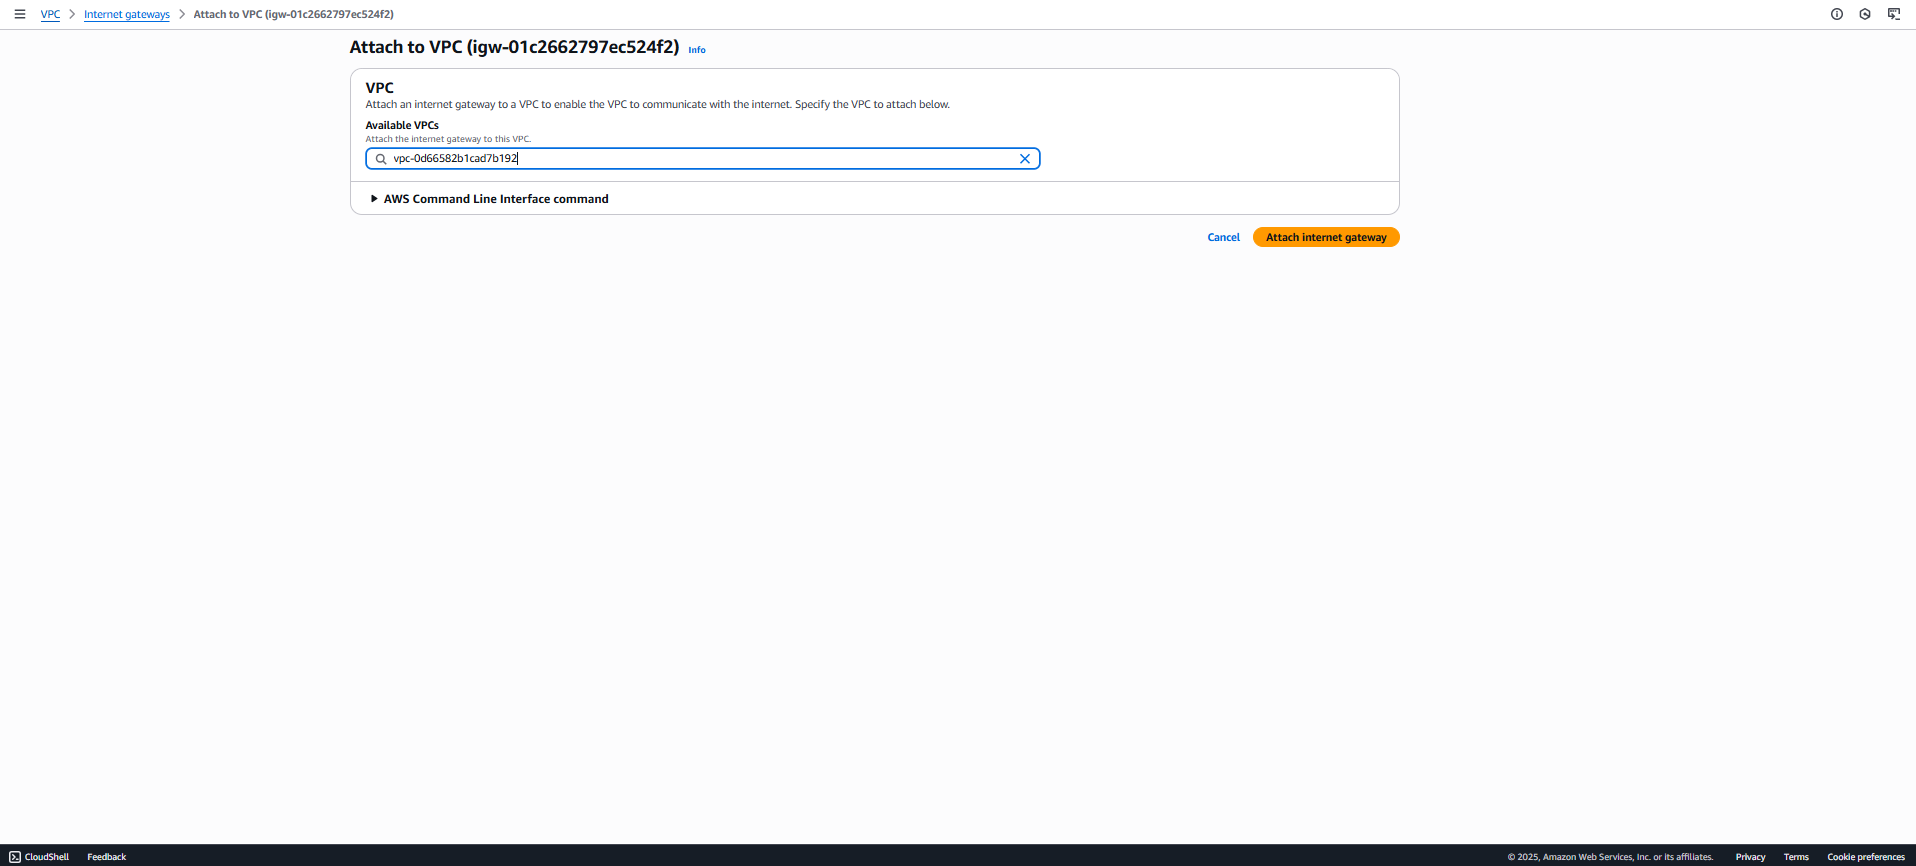 VPC > Internet gateways > Attach to VPC (igw-01c2662797ec524f2)
Attach to VPC (igw-01c2662797ec524f2) Info
VPC
Attach an internet gateway to a VPC to enable the VPC to communicate with the internet. Specify the VPC to attach below.
Available VPCs
Attach the internet gateway to this VPC.
vpc-0d66582b1cad7b192
AWS Command Line Interface command
Cancel Attach internet gateway
CloudShell Feedback © 2025, Amazon Web Services, Inc. or its affiliates. Privacy Terms Cookie preferences